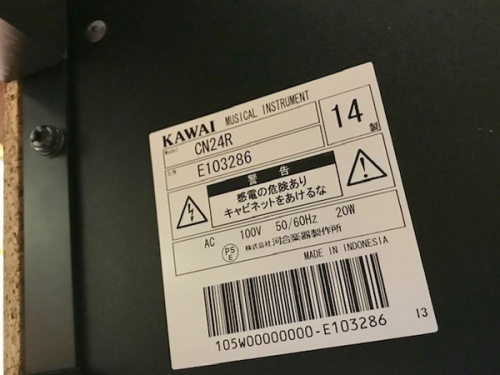 KAWAI MUSICAL INSTRUMENT
MODEL CN24R
14 製
E103286
警告
感電の危険あり
キャビネットをあけるな
AC 100V 50/60Hz 20W
PS
E
株式会社 河合楽器製作所
MADE IN INDONESIA
105W00000000-E103286
I3